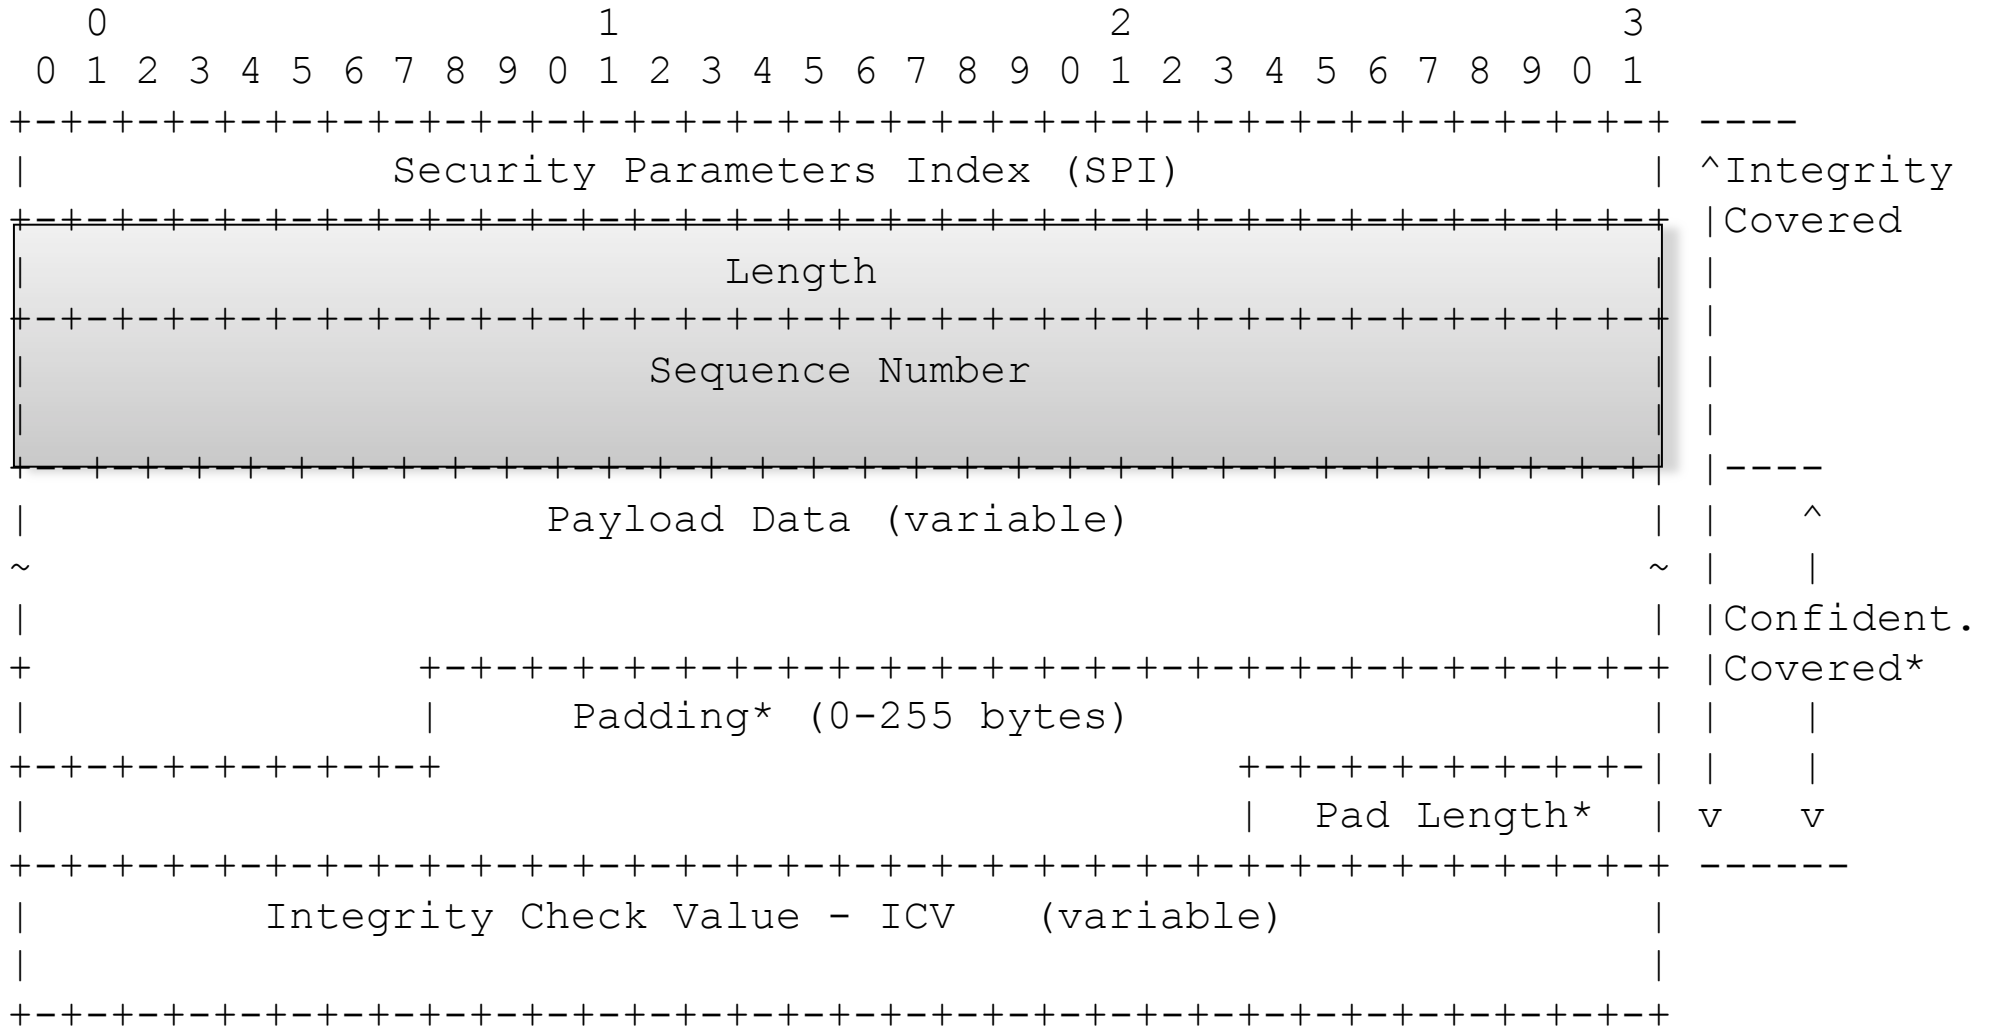 0                   1                   2                   3
 0 1 2 3 4 5 6 7 8 9 0 1 2 3 4 5 6 7 8 9 0 1 2 3 4 5 6 7 8 9 0 1
+-+-+-+-+-+-+-+-+-+-+-+-+-+-+-+-+-+-+-+-+-+-+-+-+-+-+-+-+-+-+-+-+ ----
|              Security Parameters Index (SPI)                  | ^Integrity
+-+-+-+-+-+-+-+-+-+-+-+-+-+-+-+-+-+-+-+-+-+-+-+-+-+-+-+-+-+-+-+-+ |Covered
|                           Length                              | |
+-+-+-+-+-+-+-+-+-+-+-+-+-+-+-+-+-+-+-+-+-+-+-+-+-+-+-+-+-+-+-+-+ |
|                        Sequence Number                        | |
|                                                               | |
+--+-+-+-+-+-+-+-+-+-+-+-+-+-+-+-+-+-+-+-+-+-+-+-+-+-+-+-+-+-+-+-| |----
|                    Payload Data (variable)                    | |   ^
~                                                               ~ |   |
|                                                               | |Confident.
+               +-+-+-+-+-+-+-+-+-+-+-+-+-+-+-+-+-+-+-+-+-+-+-+-+ |Covered*
|               |     Padding* (0-255 bytes)                    | |   |
+-+-+-+-+-+-+-+-+                               +-+-+-+-+-+-+-+-| |   |
|                                               |  Pad Length*  | v   v
+-+-+-+-+-+-+-+-+-+-+-+-+-+-+-+-+-+-+-+-+-+-+-+-+-+-+-+-+-+-+-+-+ ------
|         Integrity Check Value - ICV   (variable)              |
|                                                               |
+-+-+-+-+-+-+-+-+-+-+-+-+-+-+-+-+-+-+-+-+-+-+-+-+-+-+-+-+-+-+-+-+